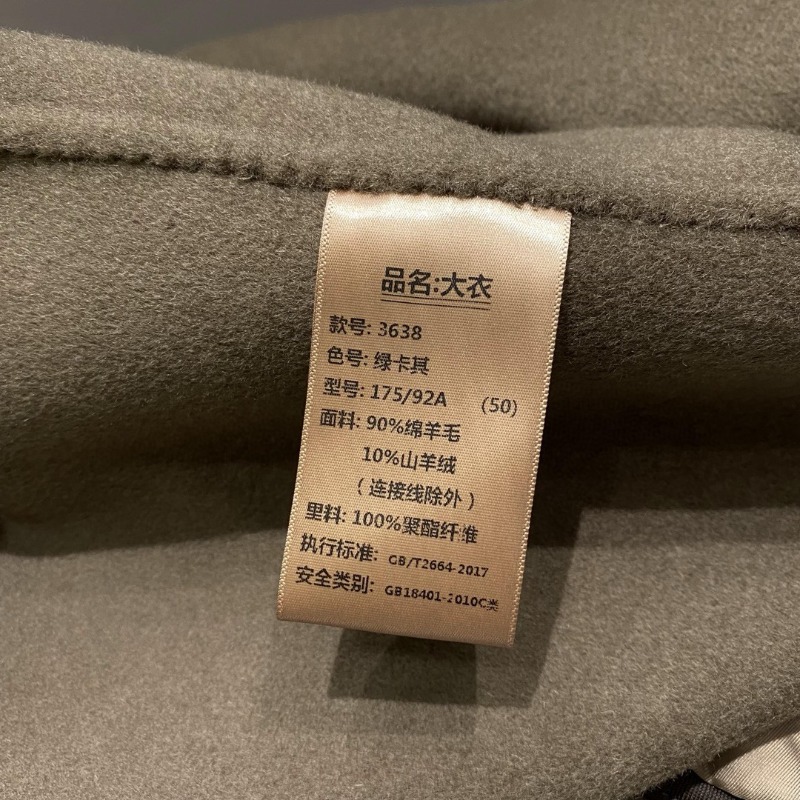 品名:大衣
款号: 3638
色号: 绿卡其
型号: 175/92A (50)
面料: 90%绵羊毛
10%山羊绒
(连接线除外)
里料: 100%聚酯纤维
执行标准: GB/T2664-2017
安全类别: GB18401-2010C类